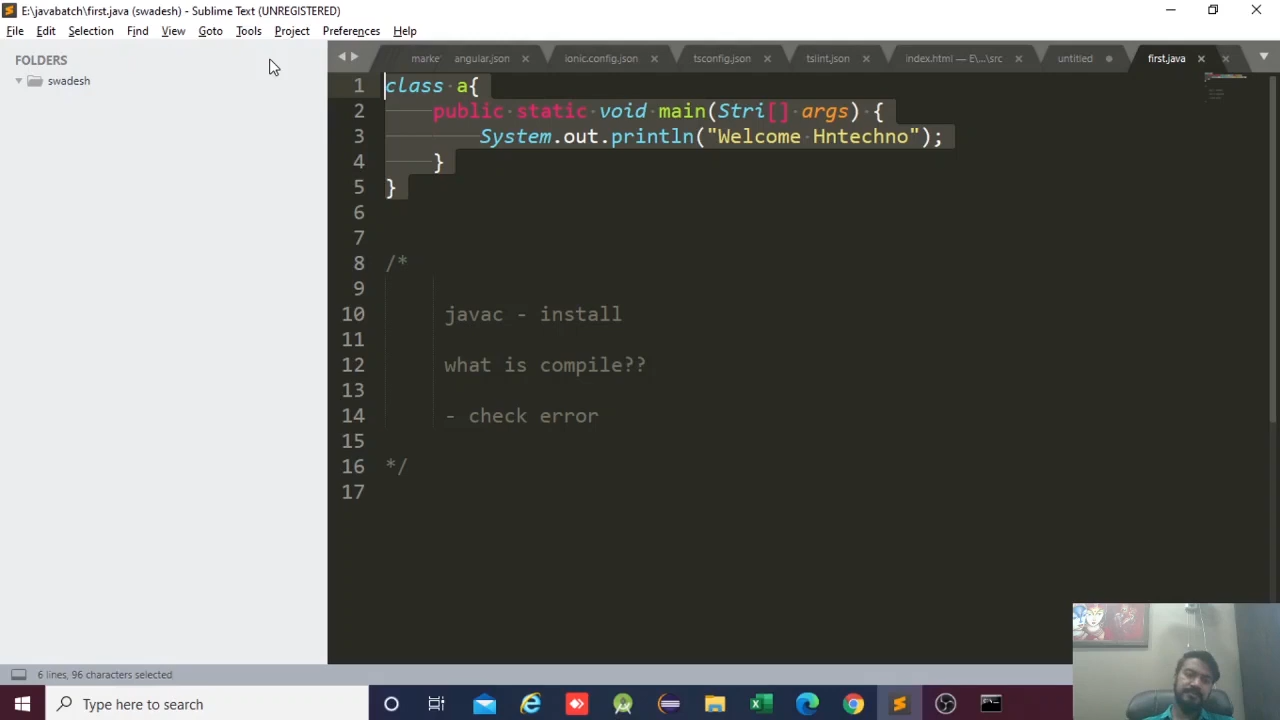 E:\javabatch\first.java (swadesh) - Sublime Text (UNREGISTERED)
File Edit Selection Find View Goto Tools Project Preferences Help
FOLDERS
swadesh
marke angular.json ionic.config.json tsconfig.json tslint.json index.html — E\...\src untitled first.java
1 class a{
2 public static void main(Stri[] args) {
3 System.out.println("Welcome Hntechno");
4 }
5 }
6
7
8 /*
9
10 javac - install
11
12 what is compile??
13
14 - check error
15
16 */
17
6 lines, 96 characters selected
Type here to search